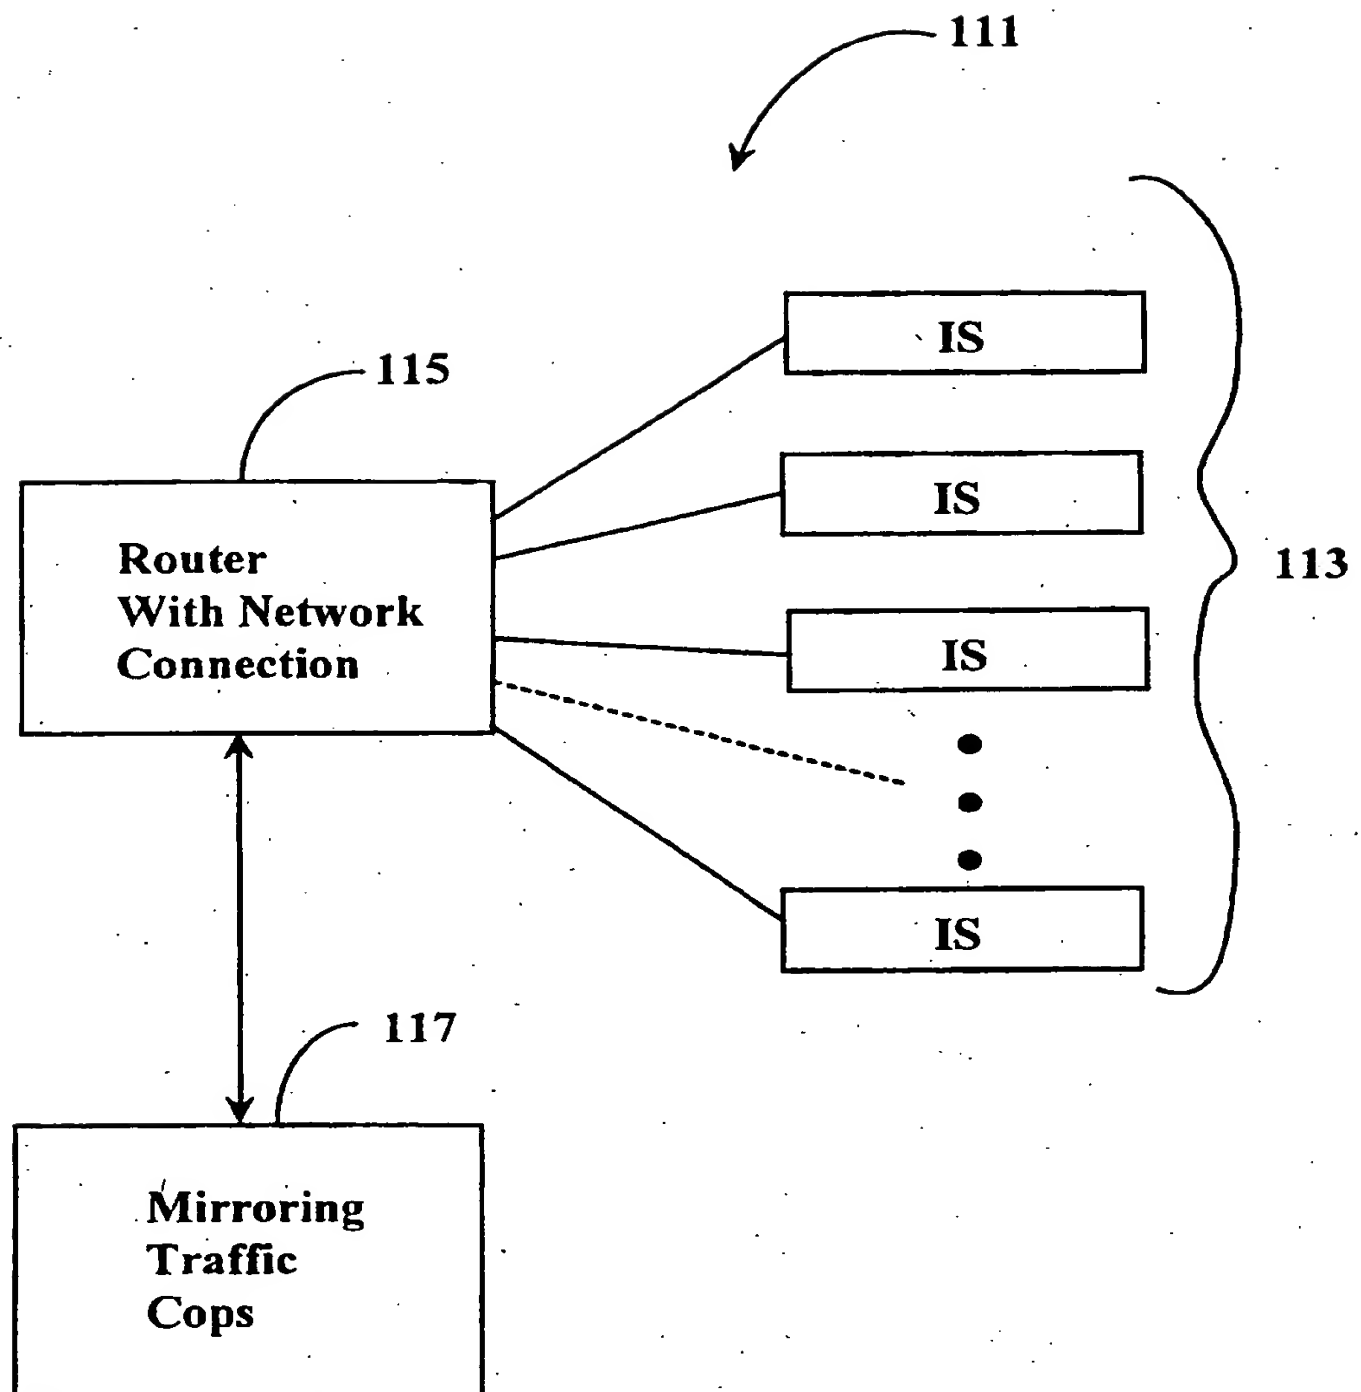 111
IS
115
IS
Router
With Network
Connection
113
IS
IS
117
Mirroring
Traffic
Cops